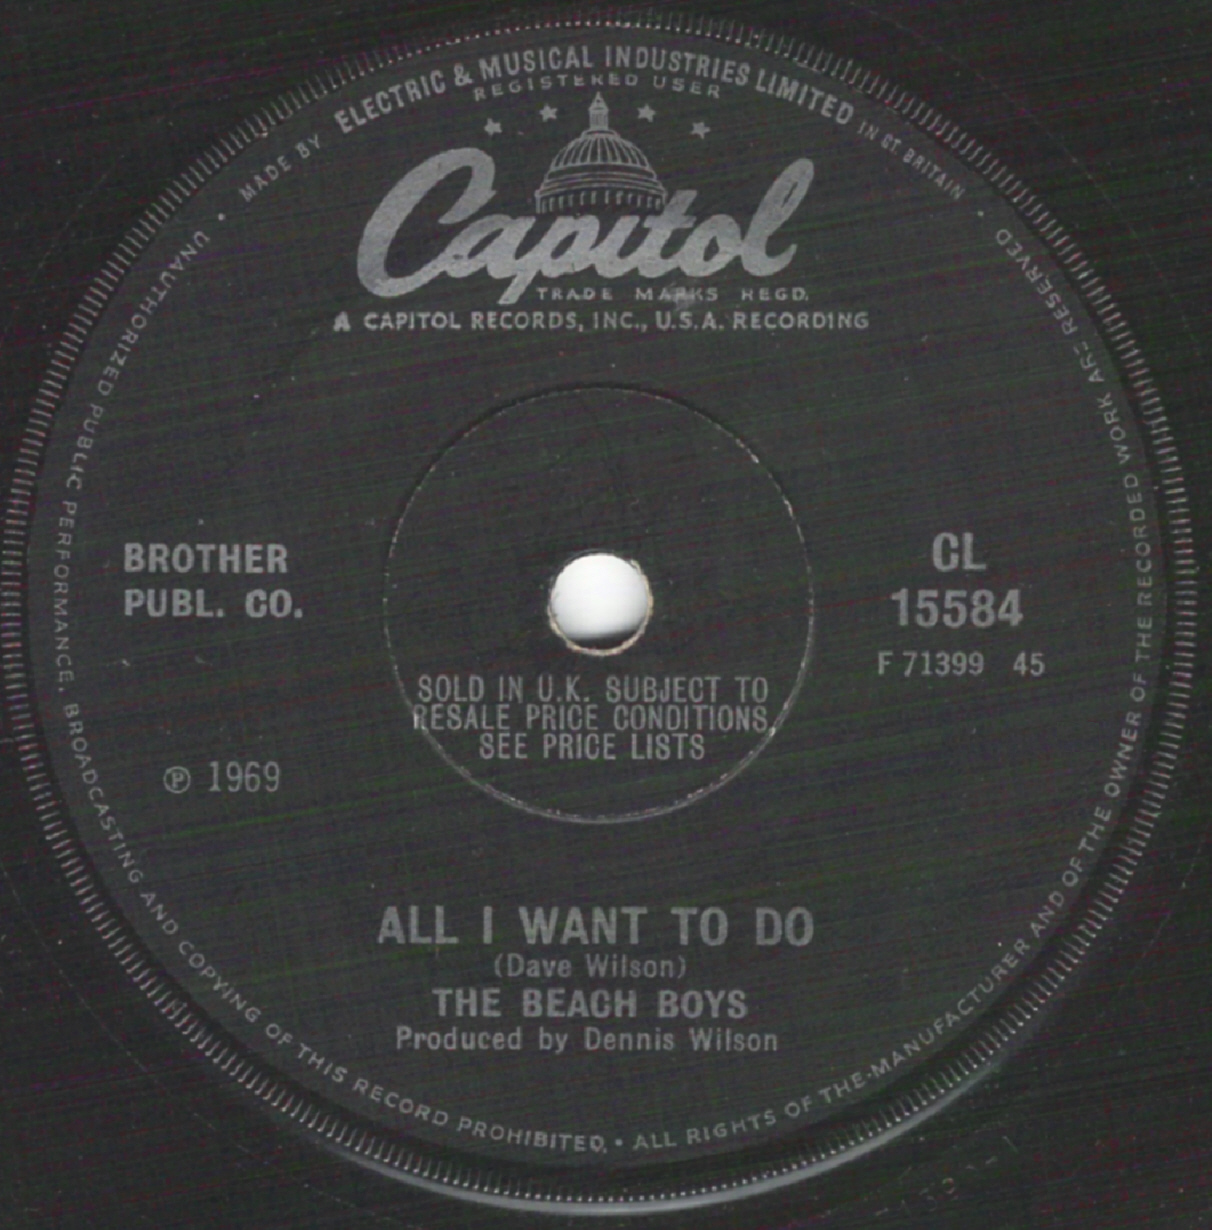 MADE BY ELECTRIC & MUSICAL INDUSTRIES LIMITED IN GT. BRITAIN
REGISTERED USER
Capitol
TRADE MARKS REGD.
A CAPITOL RECORDS, INC., U.S.A. RECORDING
BROTHER
PUBL. CO.
CL
15584
F 71399 45
SOLD IN U.K. SUBJECT TO
RESALE PRICE CONDITIONS,
SEE PRICE LISTS
℗ 1969
ALL I WANT TO DO
(Dave Wilson)
THE BEACH BOYS
Produced by Dennis Wilson
UNAUTHORIZED PUBLIC PERFORMANCE, BROADCASTING AND COPYING OF THIS RECORD PROHIBITED. • ALL RIGHTS OF THE MANUFACTURER AND OF THE OWNER OF THE RECORDED WORK ARE RESERVED